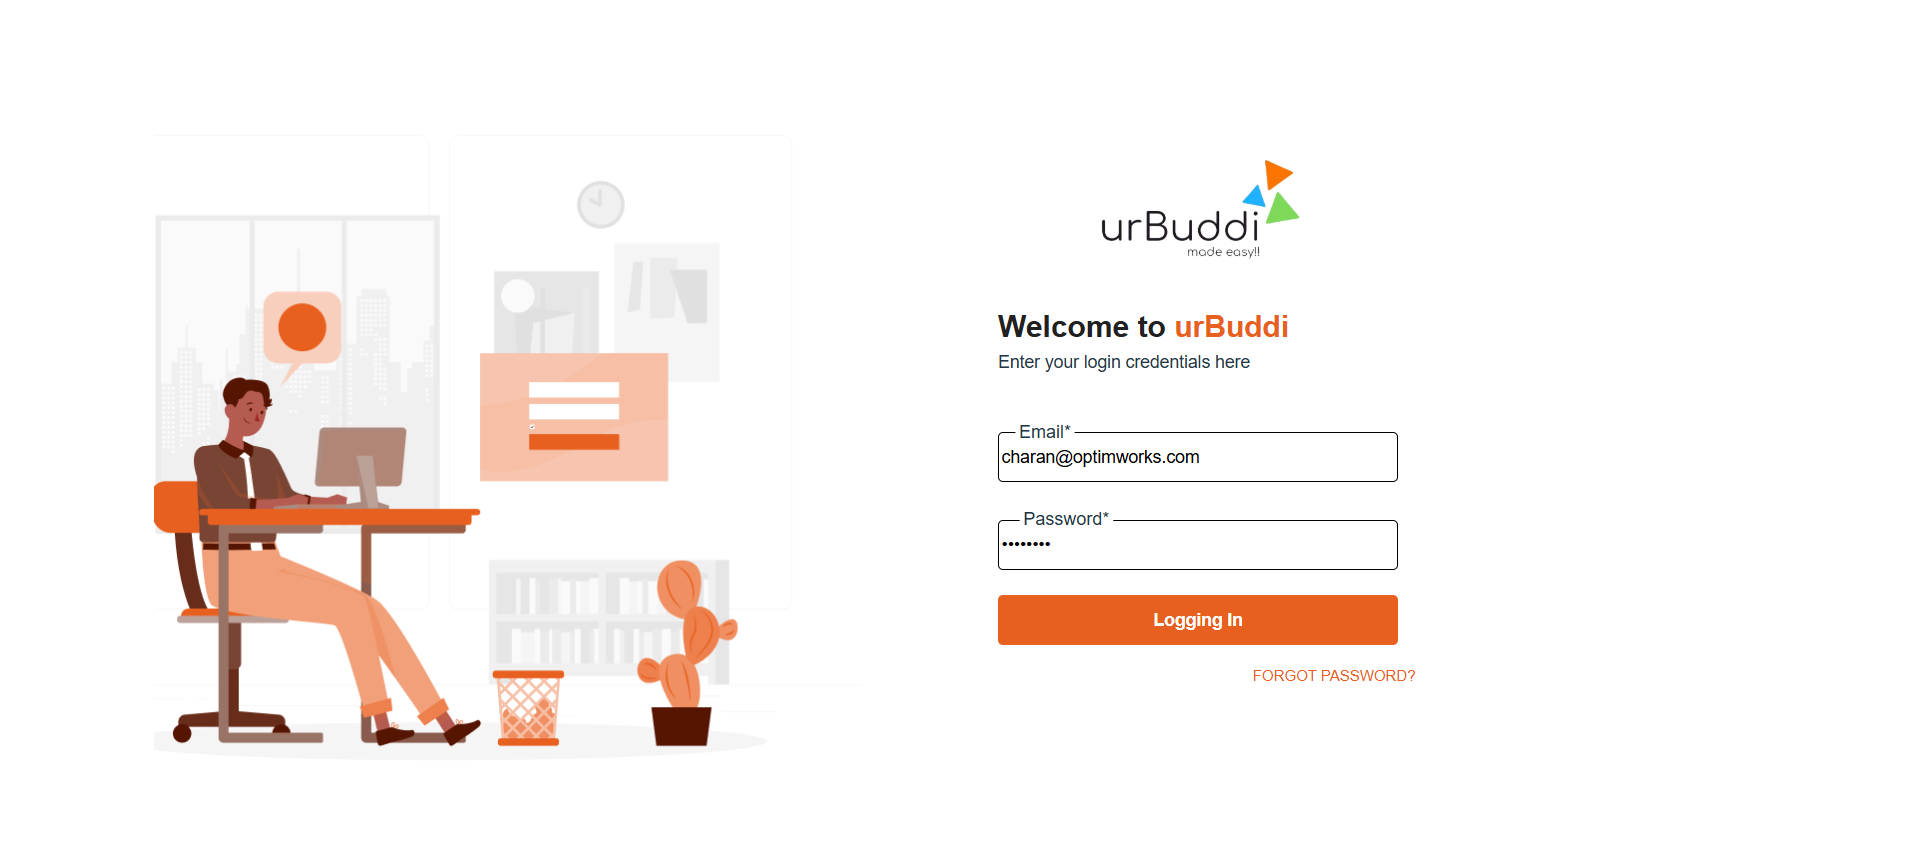 urBuddi
made easy!!
Welcome to urBuddi
Enter your login credentials here
Email*
charan@optimworks.com
Password*
••••••••
Logging In
FORGOT PASSWORD?